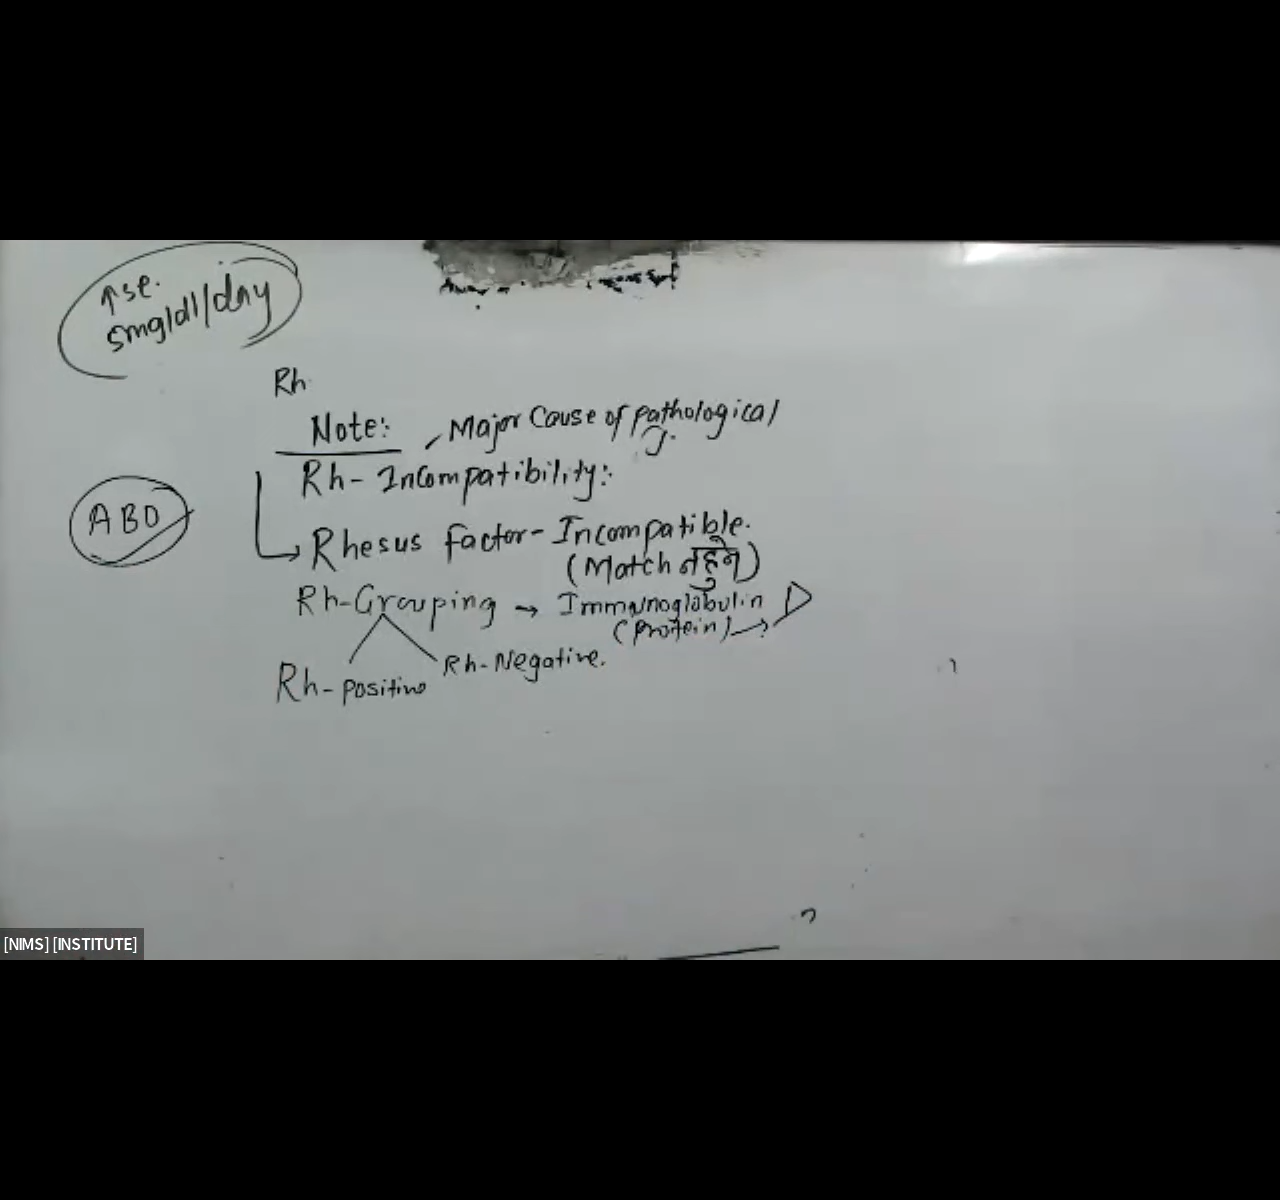 ↑se.
5mg/dl/day
Rh
Note:
Major Cause of pathological
J.
Rh- Incompatibility:
ABO
Rhesus factor- Incompatible.
(Match नहुने)
Rh-Grouping → Immunoglobulin D
(Protein) →
Rh-Negative.
Rh-positive
[NIMS] [INSTITUTE]